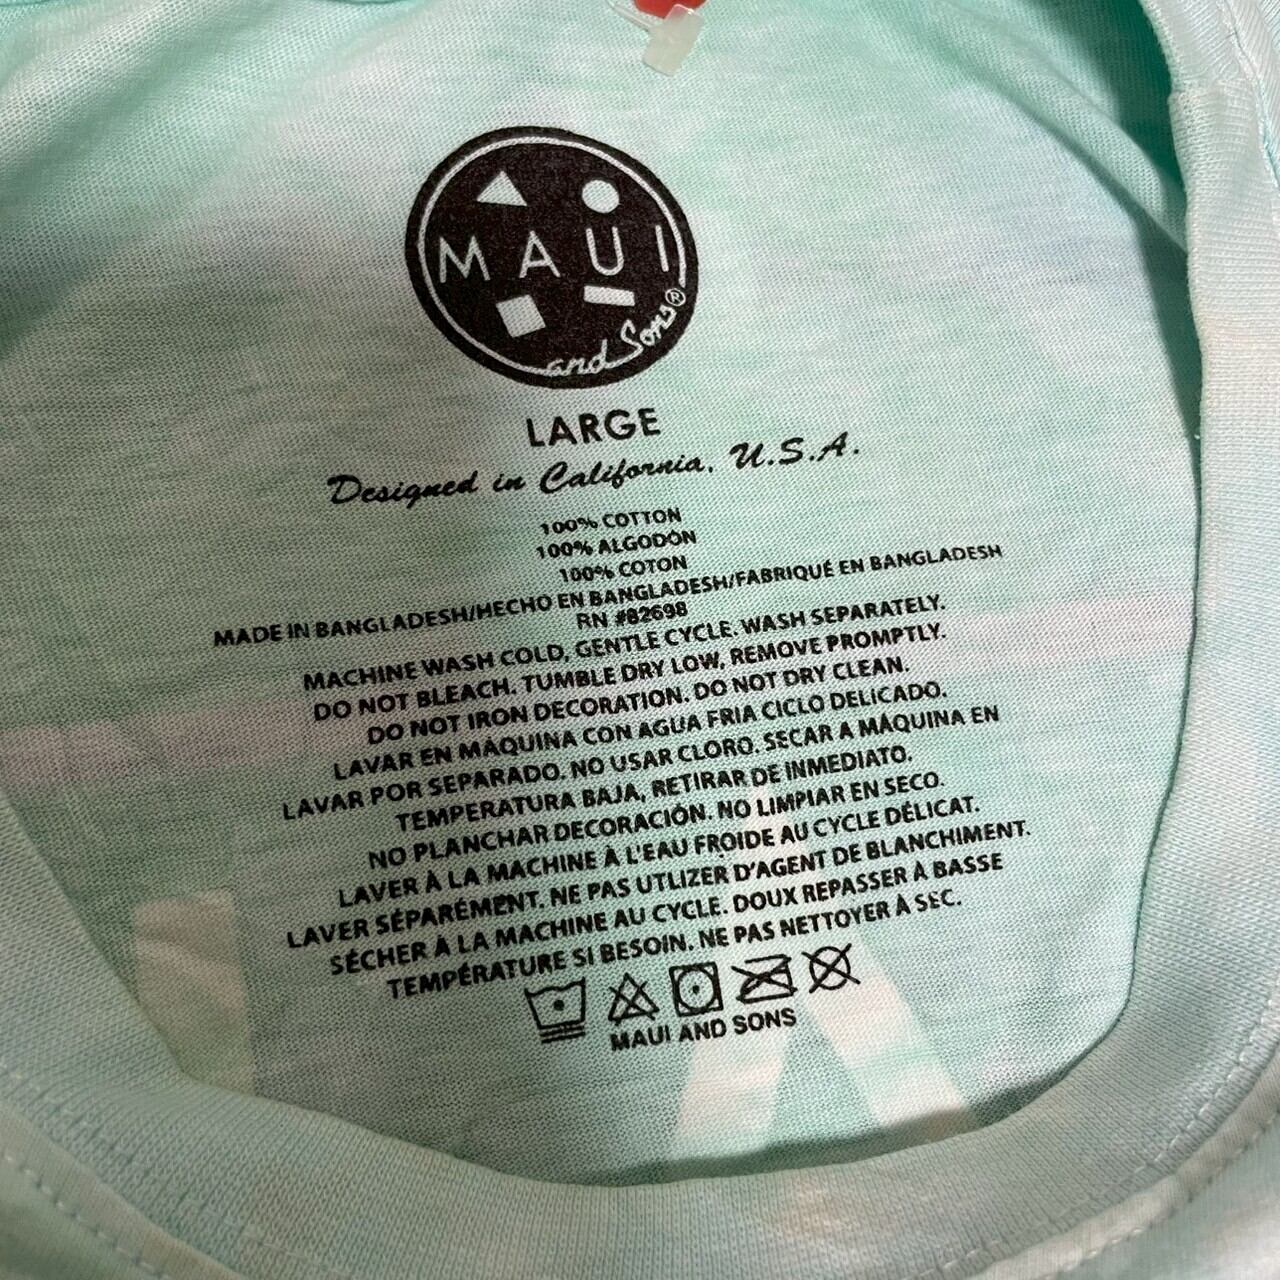 MAUI
and Sons®
LARGE
Designed in California, U.S.A.
100% COTTON
100% ALGODÓN
100% COTON
MADE IN BANGLADESH/HECHO EN BANGLADESH/FABRIQUÉ EN BANGLADESH
RN #82698
MACHINE WASH COLD, GENTLE CYCLE. WASH SEPARATELY.
DO NOT BLEACH. TUMBLE DRY LOW, REMOVE PROMPTLY.
DO NOT IRON DECORATION. DO NOT DRY CLEAN.
LAVAR EN MÁQUINA CON AGUA FRIA CICLO DELICADO.
LAVAR POR SEPARADO. NO USAR CLORO. SECAR A MÁQUINA EN
TEMPERATURA BAJA, RETIRAR DE INMEDIATO.
NO PLANCHAR DECORACIÓN. NO LIMPIAR EN SECO.
LAVER À LA MACHINE À L'EAU FROIDE AU CYCLE DÉLICAT.
LAVER SÉPARÉMENT. NE PAS UTLIZER D'AGENT DE BLANCHIMENT.
SÉCHER À LA MACHINE AU CYCLE. DOUX REPASSER À BASSE
TEMPÉRATURE SI BESOIN. NE PAS NETTOYER À SEC.
MAUI AND SONS